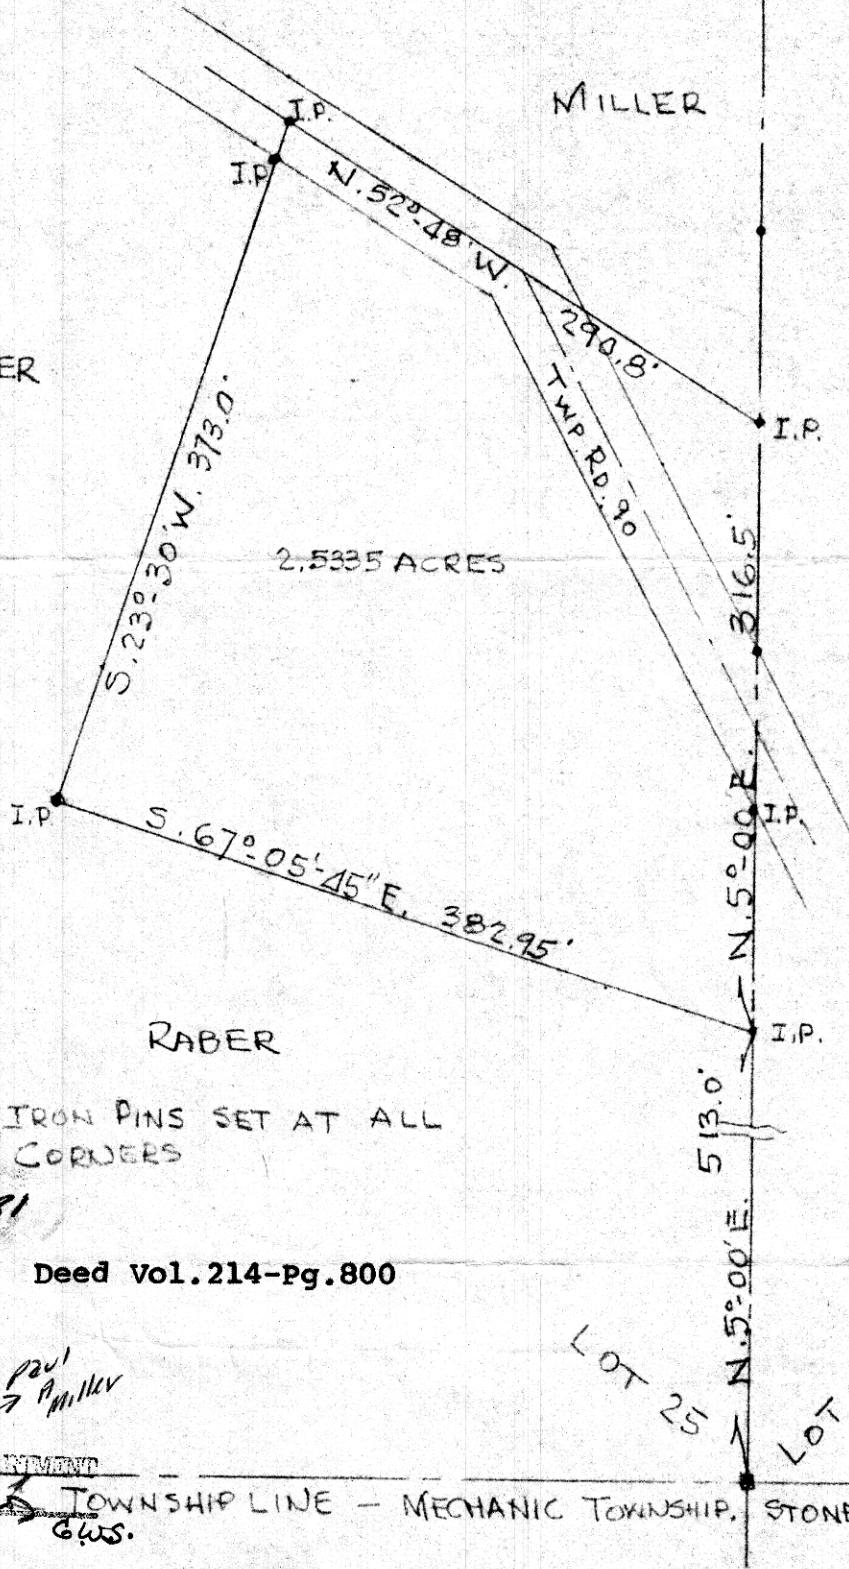 MILLER
I.P.
I.P.
N.52°-48'W.
290.8'
ER
I.P.
TWP. RD. 90
S.23°-30'W. 373.0'
316.5'
2.5335 ACRES
N.5°-00'E.
I.P.
I.P.
S.67°-05'-45"E. 382.95'
I.P.
RABER
IRON PINS SET AT ALL
CORNERS
513.0'
N.5°-00'E.
Deed Vol.214-Pg.800
Paul
A Miller
LOT 25
LOT
TOWNSHIP LINE - MECHANIC TOWNSHIP. STONE
G.W.S.